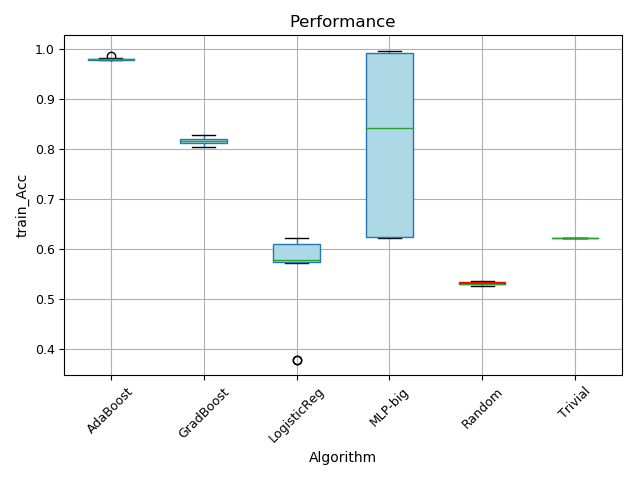 Performance
1.0
0.9
0.8
0.7
0.6
0.5
0.4
train_Acc
AdaBoost
GradBoost
LogisticReg
MLP-big
Random
Trivial
Algorithm